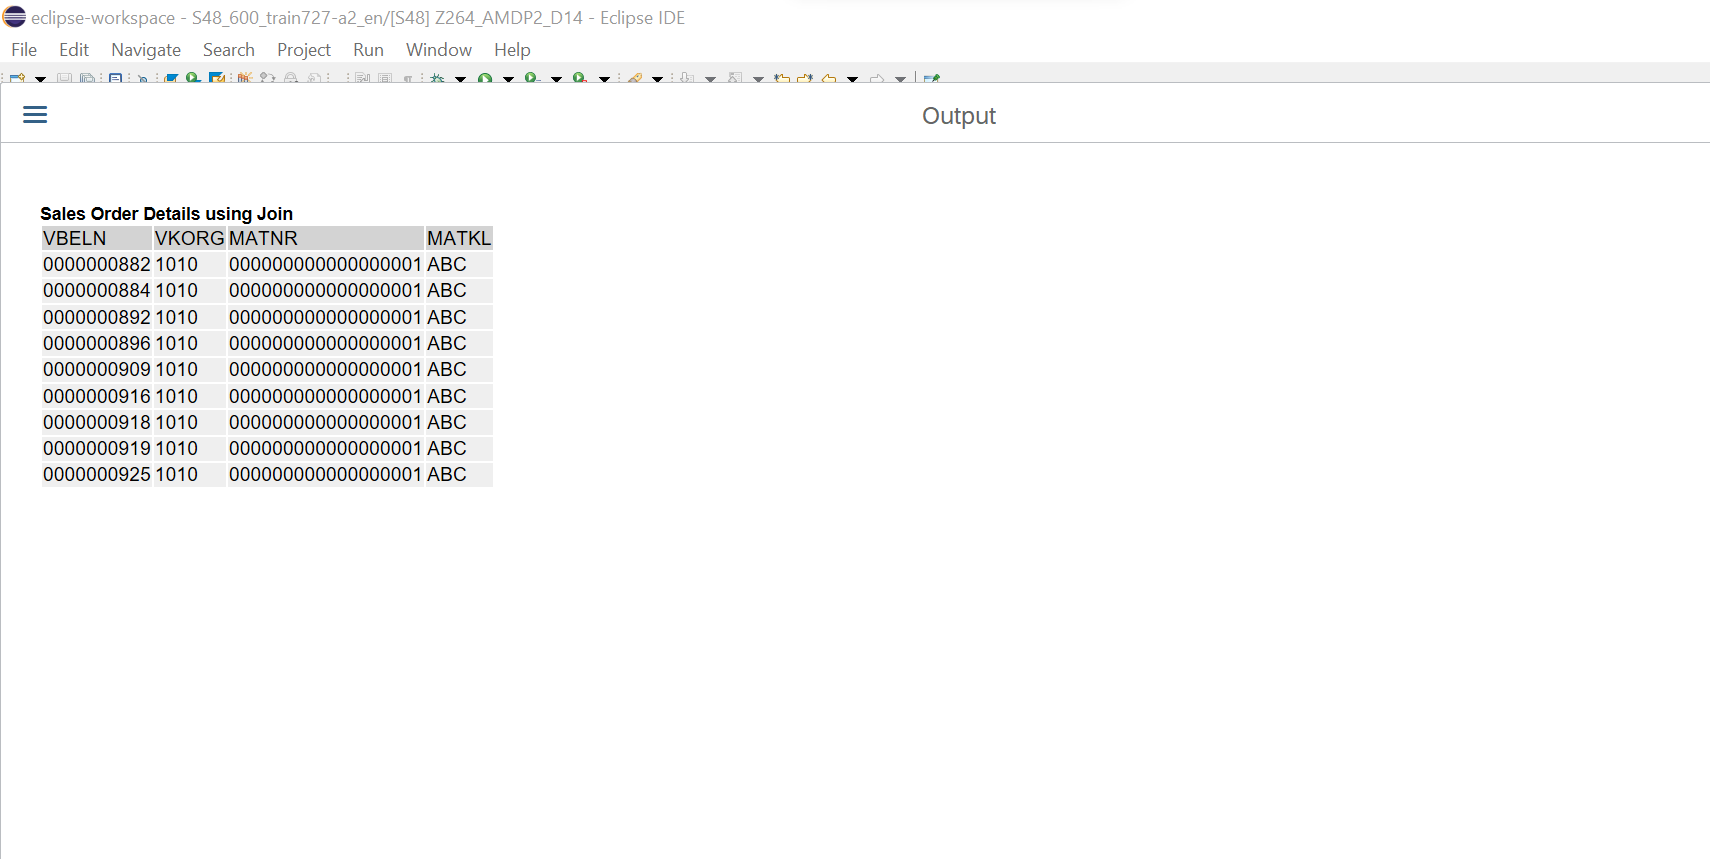 eclipse-workspace - S48_600_train727-a2_en/[S48] Z264_AMDP2_D14 - Eclipse IDE
File Edit Navigate Search Project Run Window Help
Output
Sales Order Details using Join
VBELN VKORG MATNR MATKL
0000000882 1010 000000000000000001 ABC
0000000884 1010 000000000000000001 ABC
0000000892 1010 000000000000000001 ABC
0000000896 1010 000000000000000001 ABC
0000000909 1010 000000000000000001 ABC
0000000916 1010 000000000000000001 ABC
0000000918 1010 000000000000000001 ABC
0000000919 1010 000000000000000001 ABC
0000000925 1010 000000000000000001 ABC